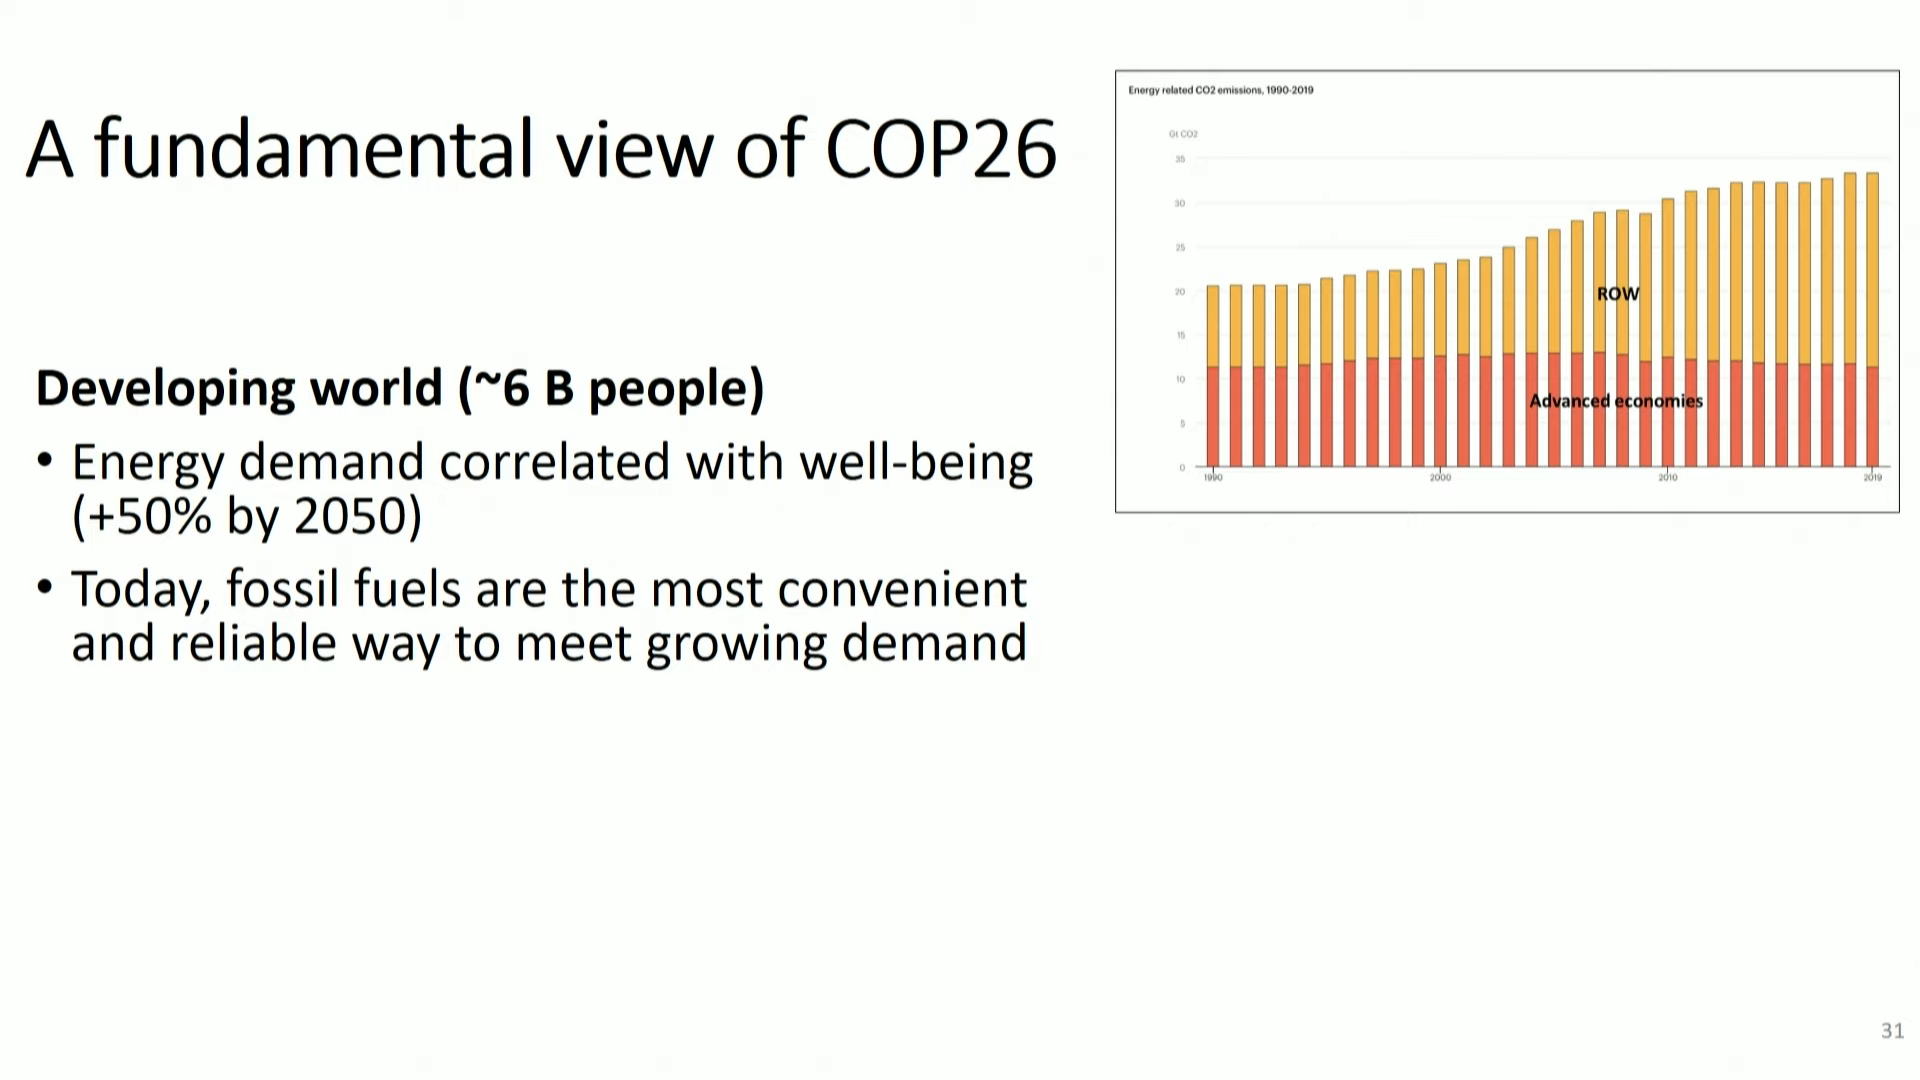 A fundamental view of COP26
Developing world (~6 B people)
• Energy demand correlated with well-being
(+50% by 2050)
• Today, fossil fuels are the most convenient
and reliable way to meet growing demand
Energy related CO2 emissions, 1990-2019
Gt CO2
35
30
25
20
15
10
5
0
ROW
Advanced economies
1990
2000
2010
2019
31